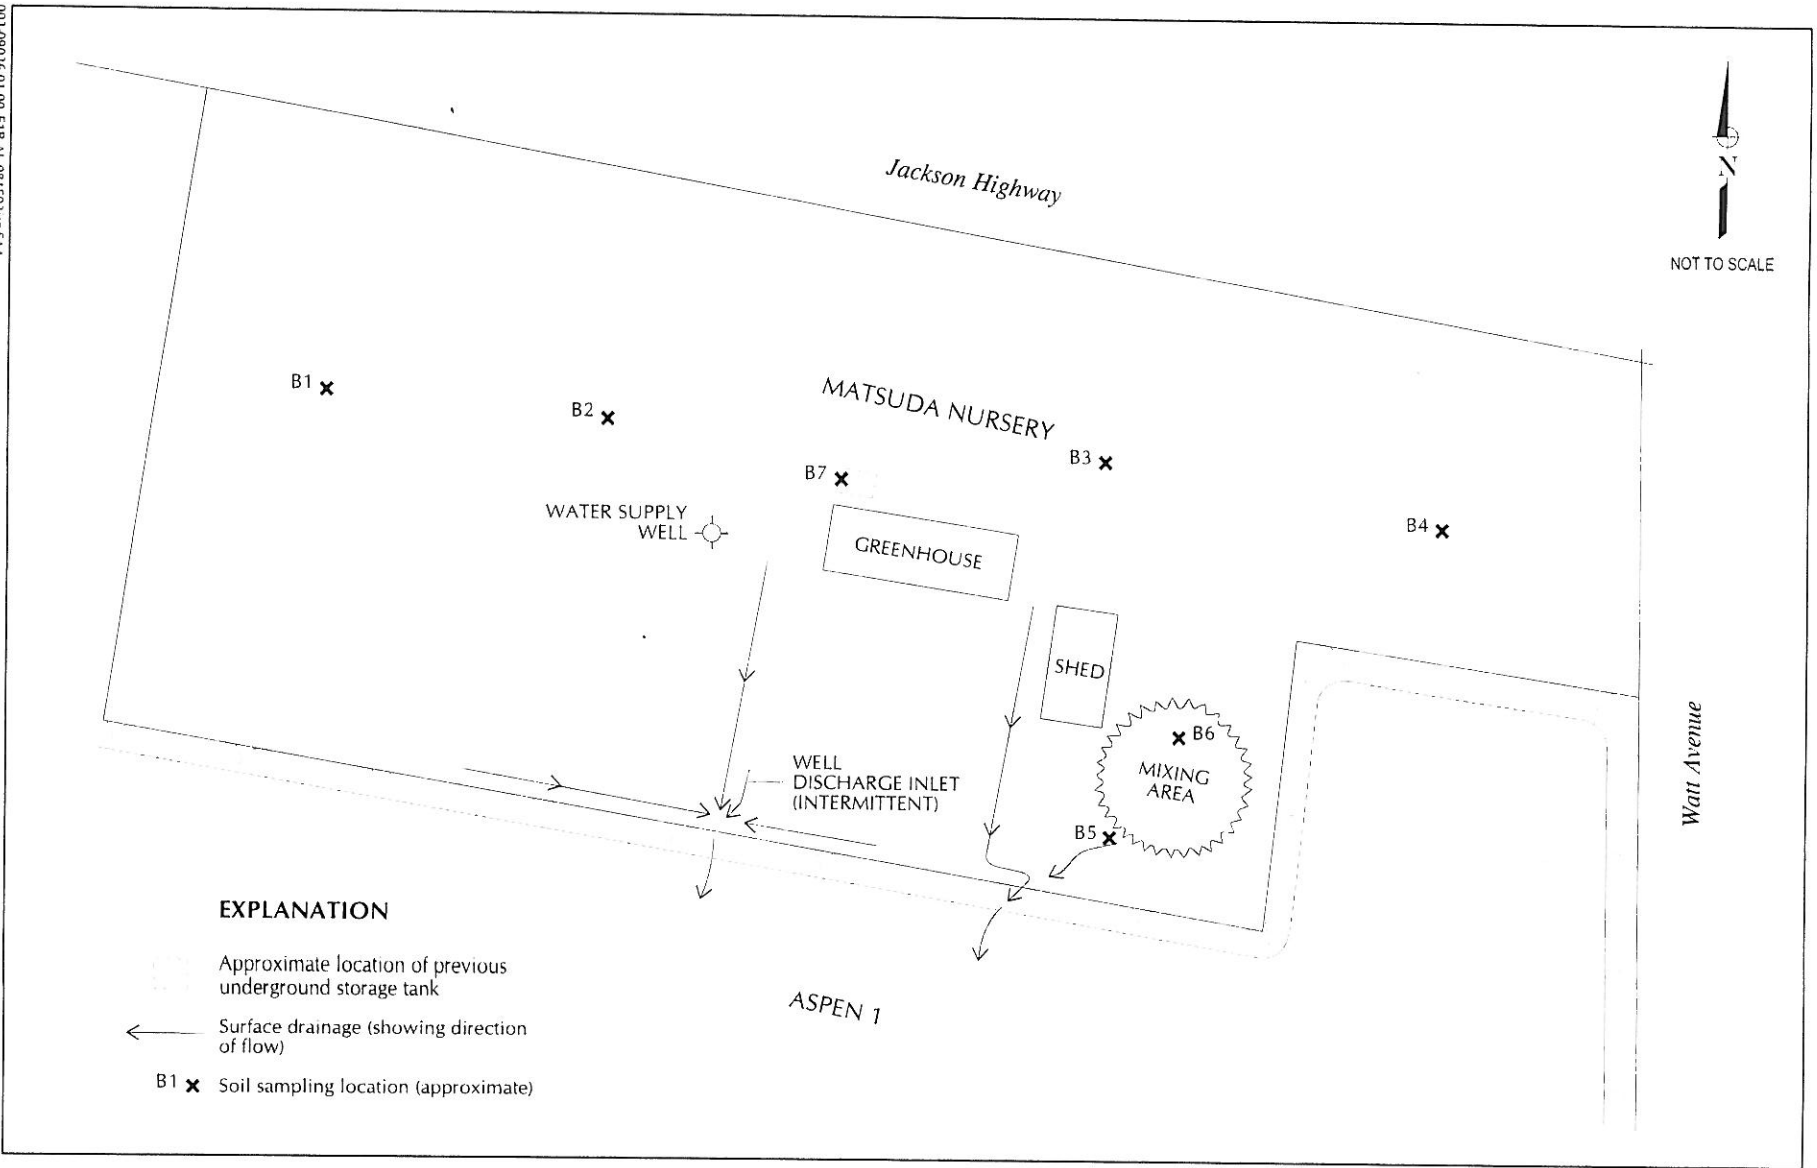 Jackson Highway
N
NOT TO SCALE
B1
B2
MATSUDA NURSERY
B3
B7
WATER SUPPLY
WELL
GREENHOUSE
B4
SHED
B6
MIXING
AREA
B5
WELL
DISCHARGE INLET
(INTERMITTENT)
Watt Avenue
EXPLANATION
Approximate location of previous
underground storage tank
Surface drainage (showing direction
of flow)
B1
Soil sampling location (approximate)
ASPEN 1